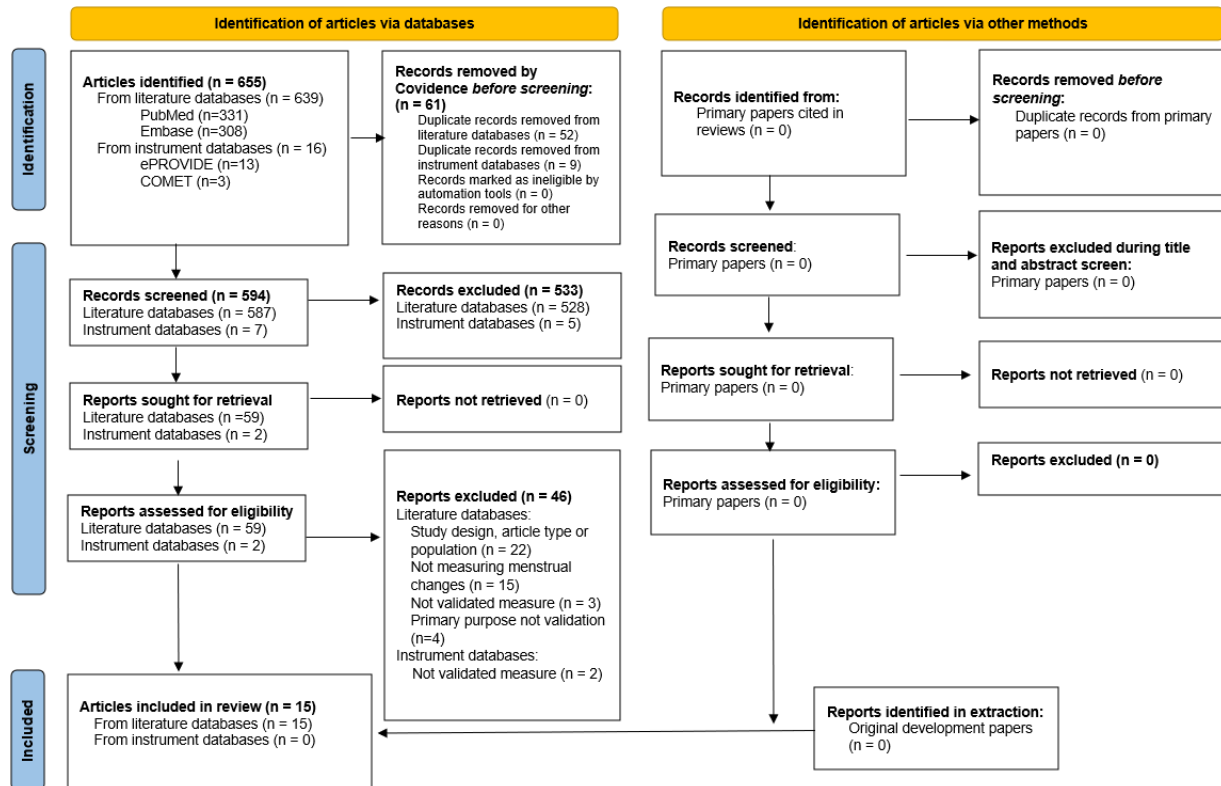 Identification of articles via databases
Identification of articles via other methods
Identification
Articles identified (n = 655)
From literature databases (n = 639)
PubMed (n=331)
Embase (n=308)
From instrument databases (n = 16)
ePROVIDE (n=13)
COMET (n=3)
Records removed by
Covidence before screening:
(n = 61)
Duplicate records removed from
literature databases (n = 52)
Duplicate records removed from
instrument databases (n = 9)
Records marked as ineligible by
automation tools (n = 0)
Records removed for other
reasons (n = 0)
Records identified from:
Primary papers cited in
reviews (n = 0)
Records removed before
screening:
Duplicate records from primary
papers (n = 0)
Screening
Records screened (n = 594)
Literature databases (n = 587)
Instrument databases (n = 7)
Records excluded (n = 533)
Literature databases (n = 528)
Instrument databases (n = 5)
Records screened:
Primary papers (n = 0)
Reports excluded during title
and abstract screen:
Primary papers (n = 0)
Reports sought for retrieval
Literature databases (n =59)
Instrument databases (n = 2)
Reports not retrieved (n = 0)
Reports sought for retrieval:
Primary papers (n = 0)
Reports not retrieved (n = 0)
Reports assessed for eligibility
Literature databases (n = 59)
Instrument databases (n = 2)
Reports excluded (n = 46)
Literature databases:
Study design, article type or
population (n = 22)
Not measuring menstrual
changes (n = 15)
Not validated measure (n = 3)
Primary purpose not validation
(n=4)
Instrument databases:
Not validated measure (n = 2)
Reports assessed for eligibility:
Primary papers (n = 0)
Reports excluded (n = 0)
Included
Articles included in review (n = 15)
From literature databases (n = 15)
From instrument databases (n = 0)
Reports identified in extraction:
Original development papers
(n = 0)